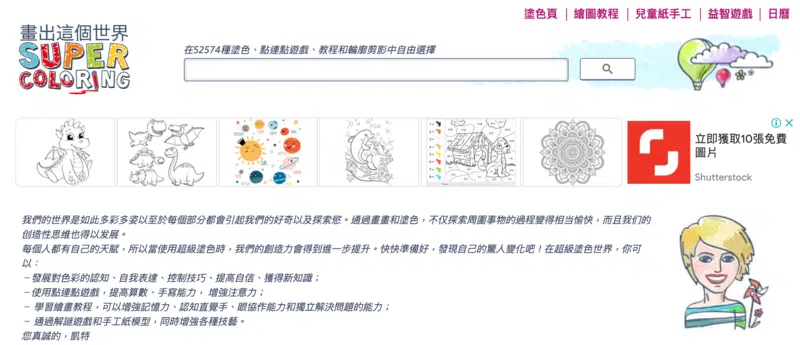 塗色頁 | 繪圖教程 | 兒童紙手工 | 益智遊戲 | 日曆
畫出這個世界
SUPER
COLORING
在52574種塗色、點連點遊戲、教程和輪廓剪影中自由選擇
立即獲取10張免費
圖片
Shutterstock
我們的世界是如此多彩多姿以至於每個部分都會引起我們的好奇以及探索慾。通過畫畫和塗色，不仅探索周圍事物的過程變得相当愉快，而且我們的
创造性思維也得以发展。
每個人都有自己的天賦，所以當使用超級塗色時，我們的創造力會得到進一步提升。快快準備好，發現自己的驚人變化吧！在超級塗色世界，你可
以：
－發展對色彩的認知、自我表達、控制技巧、提高自信、獲得新知識；
－使用點連點遊戲，提高算數、手寫能力， 增強注意力；
－ 學習繪畫教程，可以增強記憶力、認知直覺手、眼協作能力和獨立解決問題的能力；
－ 通過解謎遊戲和手工紙模型，同時增強各種技藝。
您真誠的，凱特